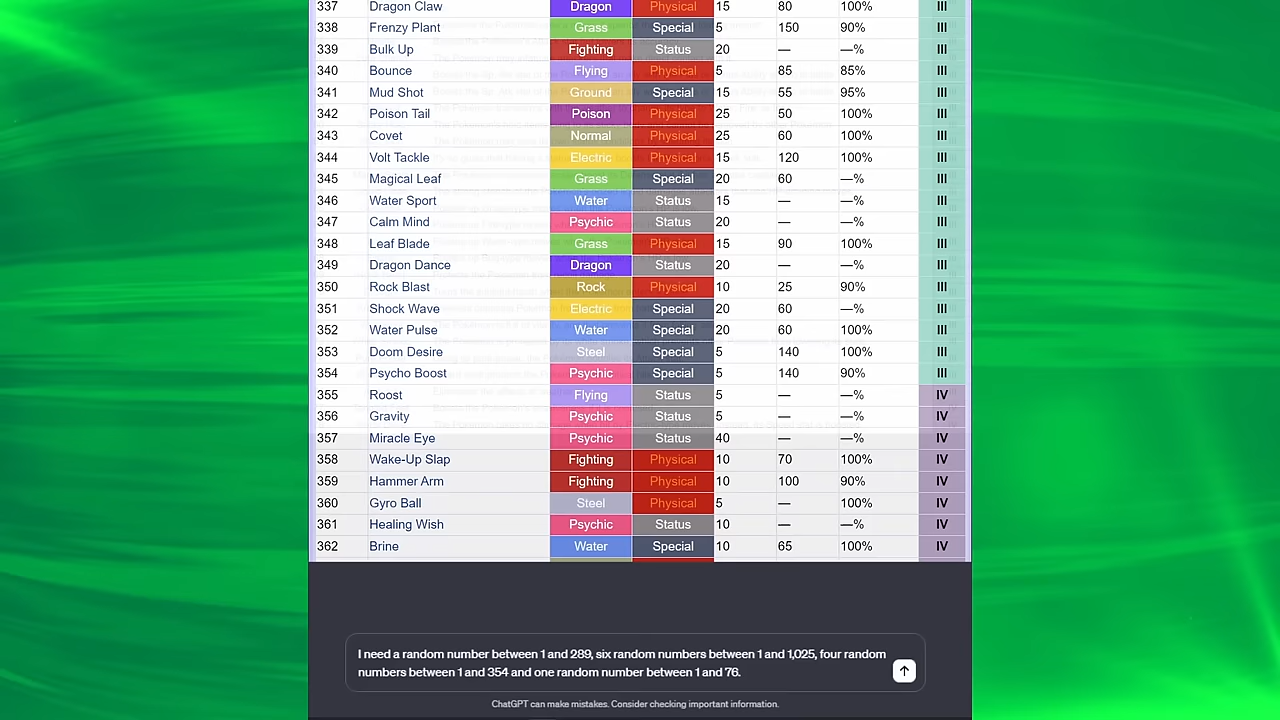 337 Dragon Claw Dragon Physical 15 80 100% III
338 Frenzy Plant Grass Special 5 150 90% III
339 Bulk Up Fighting Status 20 — —% III
340 Bounce Flying Physical 5 85 85% III
341 Mud Shot Ground Special 15 55 95% III
342 Poison Tail Poison Physical 25 50 100% III
343 Covet Normal Physical 25 60 100% III
344 Volt Tackle Electric Physical 15 120 100% III
345 Magical Leaf Grass Special 20 60 —% III
346 Water Sport Water Status 15 — —% III
347 Calm Mind Psychic Status 20 — —% III
348 Leaf Blade Grass Physical 15 90 100% III
349 Dragon Dance Dragon Status 20 — —% III
350 Rock Blast Rock Physical 10 25 90% III
351 Shock Wave Electric Special 20 60 —% III
352 Water Pulse Water Special 20 60 100% III
353 Doom Desire Steel Special 5 140 100% III
354 Psycho Boost Psychic Special 5 140 90% III
355 Roost Flying Status 5 — —% IV
356 Gravity Psychic Status 5 — —% IV
357 Miracle Eye Psychic Status 40 — —% IV
358 Wake-Up Slap Fighting Physical 10 70 100% IV
359 Hammer Arm Fighting Physical 10 100 90% IV
360 Gyro Ball Steel Physical 5 — 100% IV
361 Healing Wish Psychic Status 10 — —% IV
362 Brine Water Special 10 65 100% IV
I need a random number between 1 and 289, six random numbers between 1 and 1,025, four random
numbers between 1 and 354 and one random number between 1 and 76.
ChatGPT can make mistakes. Consider checking important information.